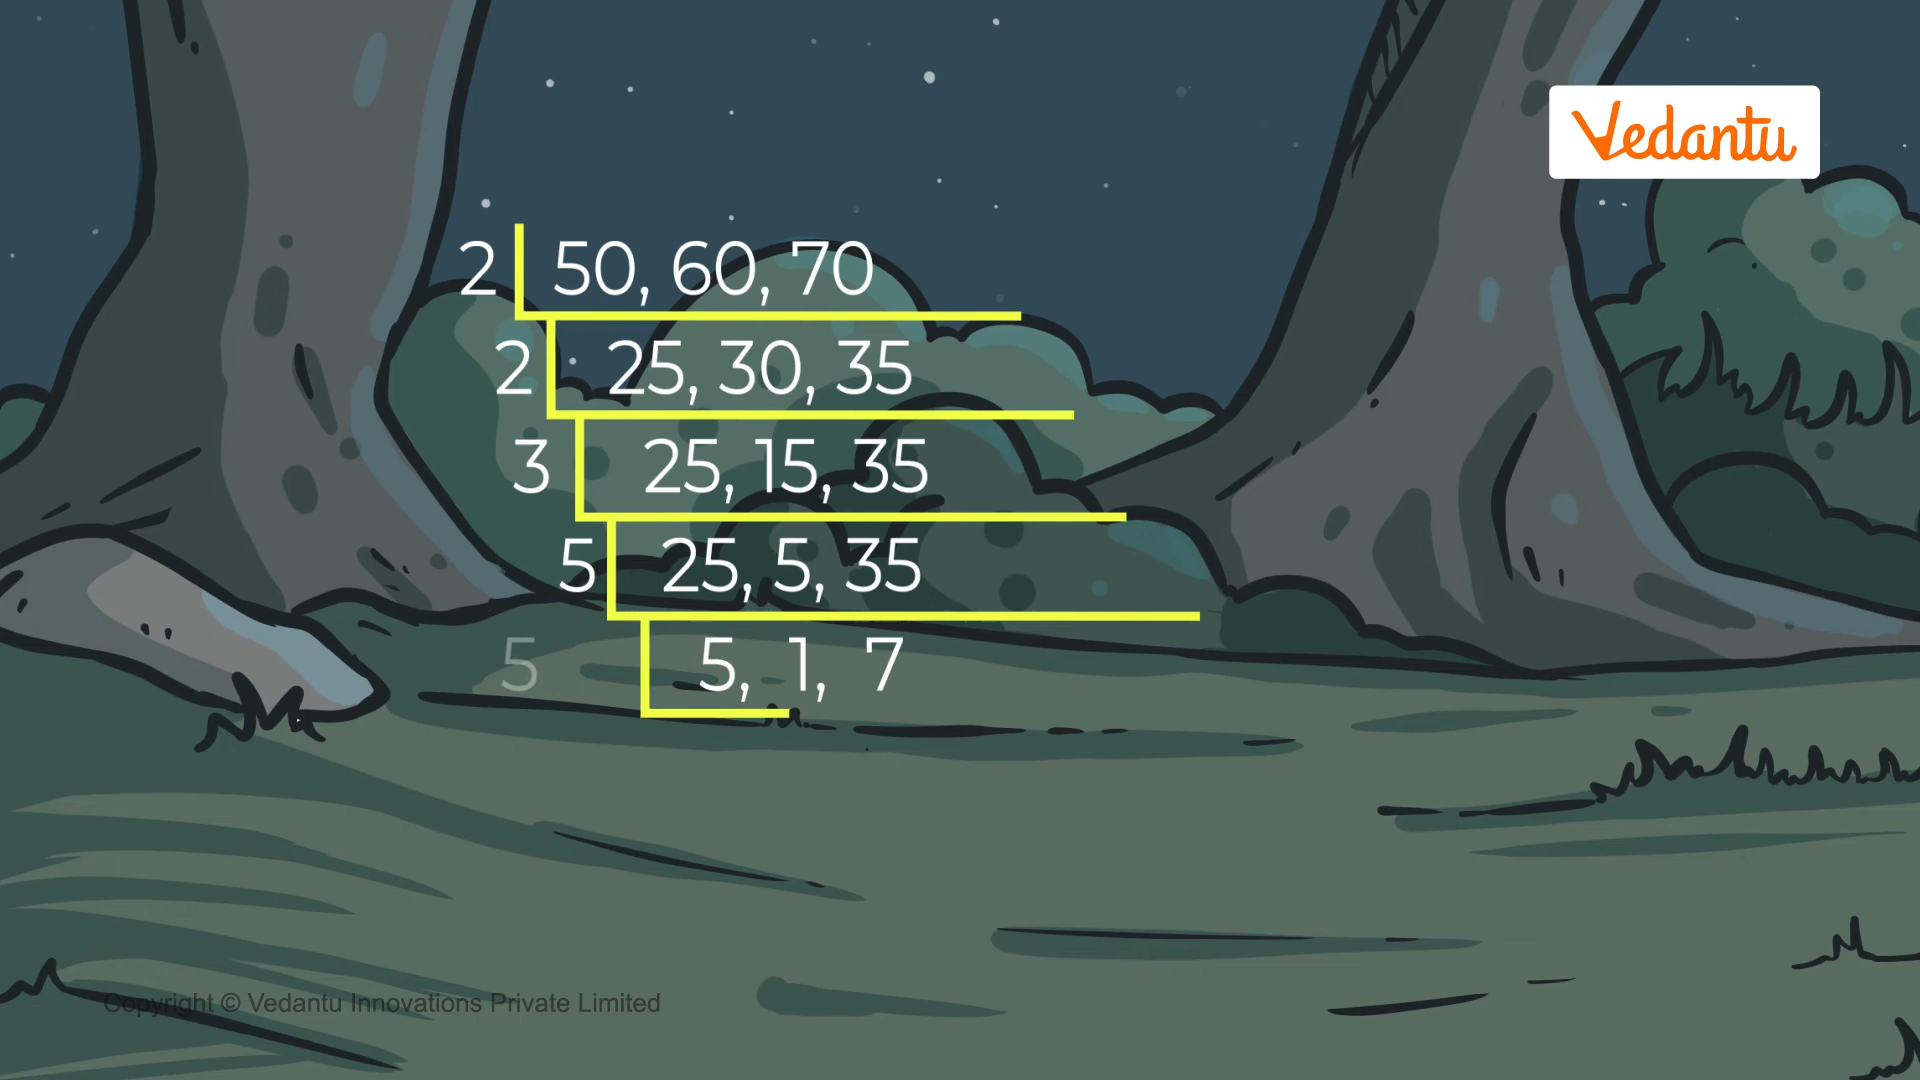 Vedantu
2 50, 60, 70
2 25, 30, 35
3 25, 15, 35
5 25, 5, 35
5 5, 1, 7
Copyright © Vedantu Innovations Private Limited